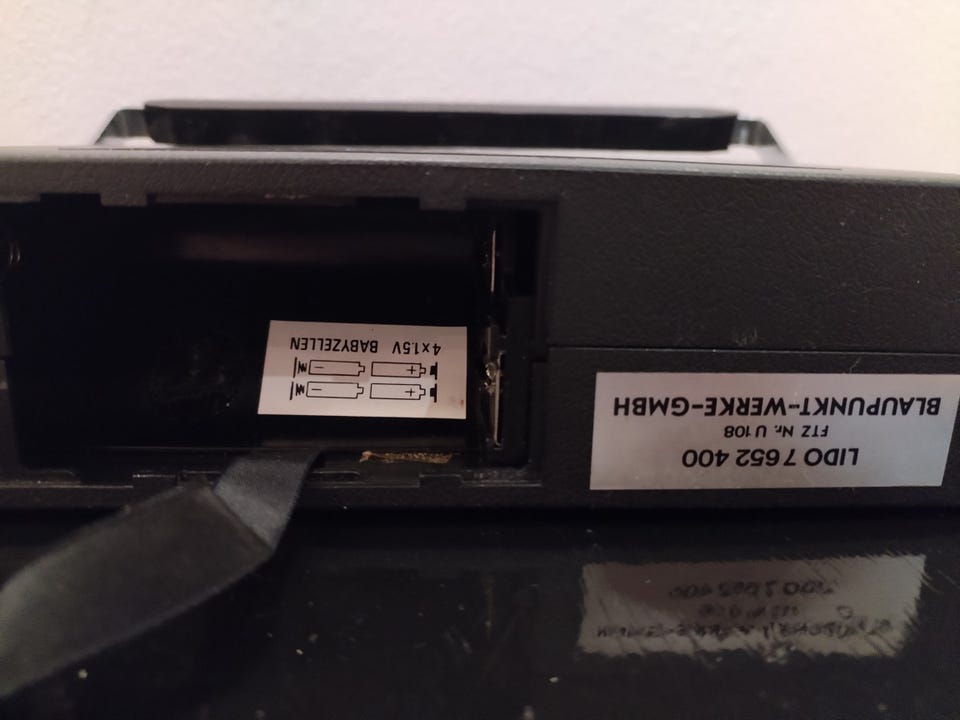 LIDO 7 652 400
FTZ Nr. U 108
BLAUPUNKT-WERKE-GMBH
4x1.5V BABYZELLEN